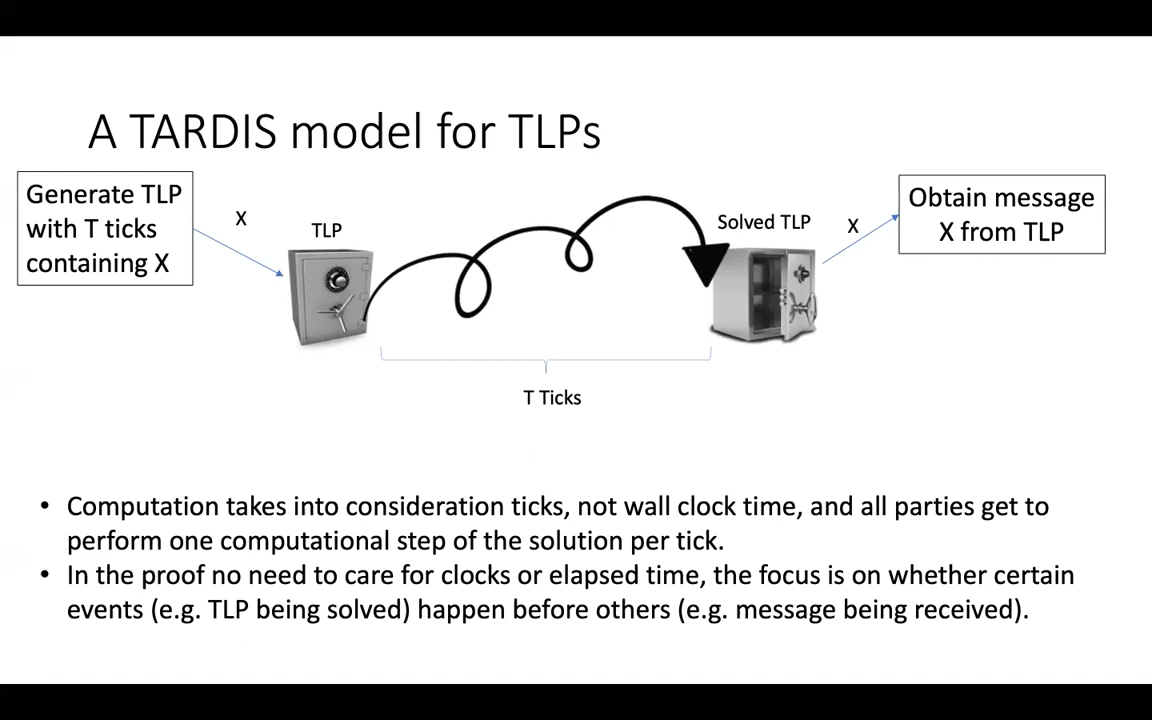 A TARDIS model for TLPs
Generate TLP
with T ticks
containing X
X
TLP
Solved TLP
X
Obtain message
X from TLP
T Ticks
• Computation takes into consideration ticks, not wall clock time, and all parties get to
perform one computational step of the solution per tick.
• In the proof no need to care for clocks or elapsed time, the focus is on whether certain
events (e.g. TLP being solved) happen before others (e.g. message being received).